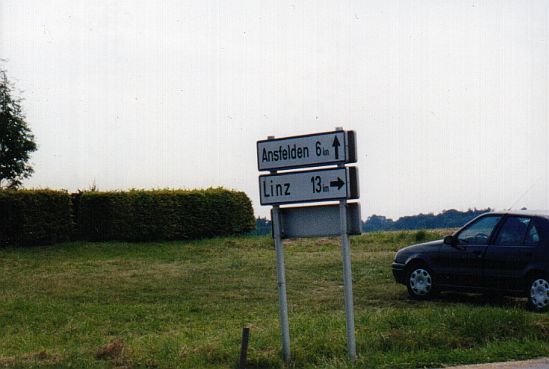 Ansfelden 6 km ↑
Linz 13 km →